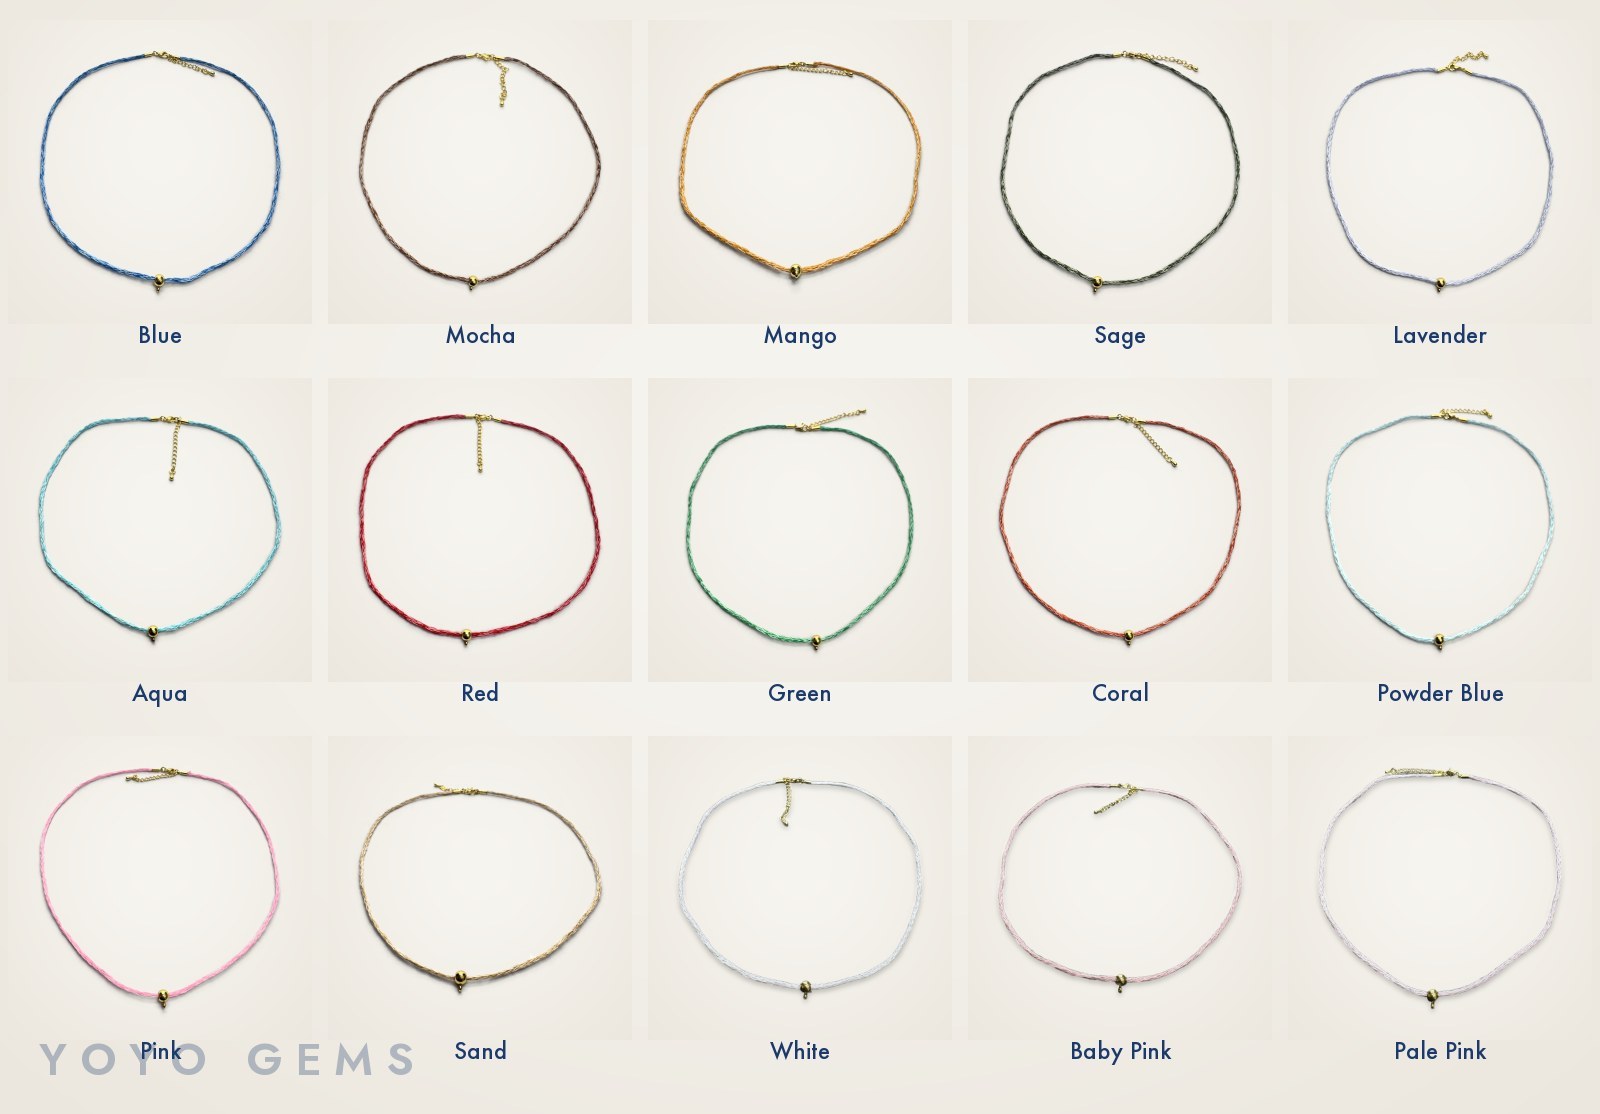 Blue
Mocha
Mango
Sage
Lavender
Aqua
Red
Green
Coral
Powder Blue
Pink
Sand
White
Baby Pink
Pale Pink
YOYO GEMS